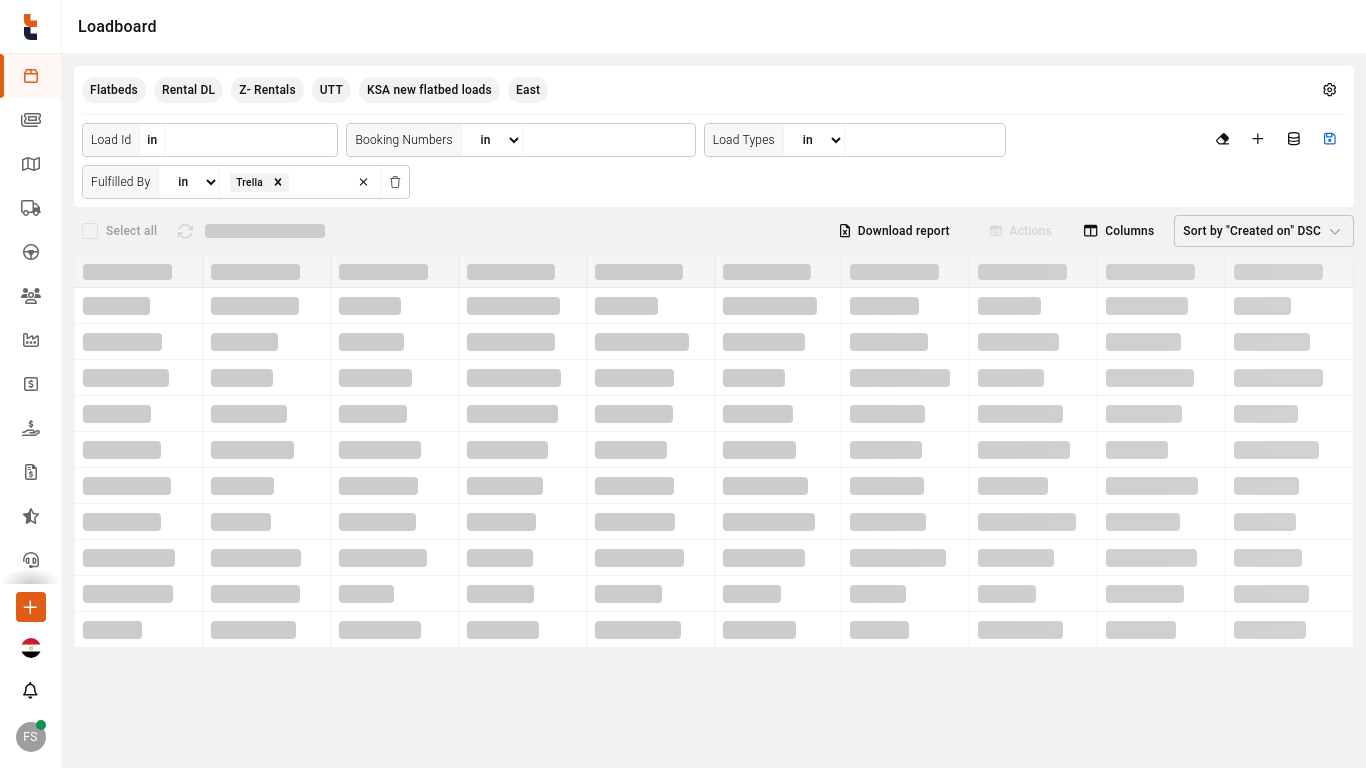 Loadboard
Flatbeds Rental DL Z- Rentals UTT KSA new flatbed loads East
Load Id in Booking Numbers in Load Types in
Fulfilled By in Trella
Select all Download report Actions Columns Sort by "Created on" DSC
FS